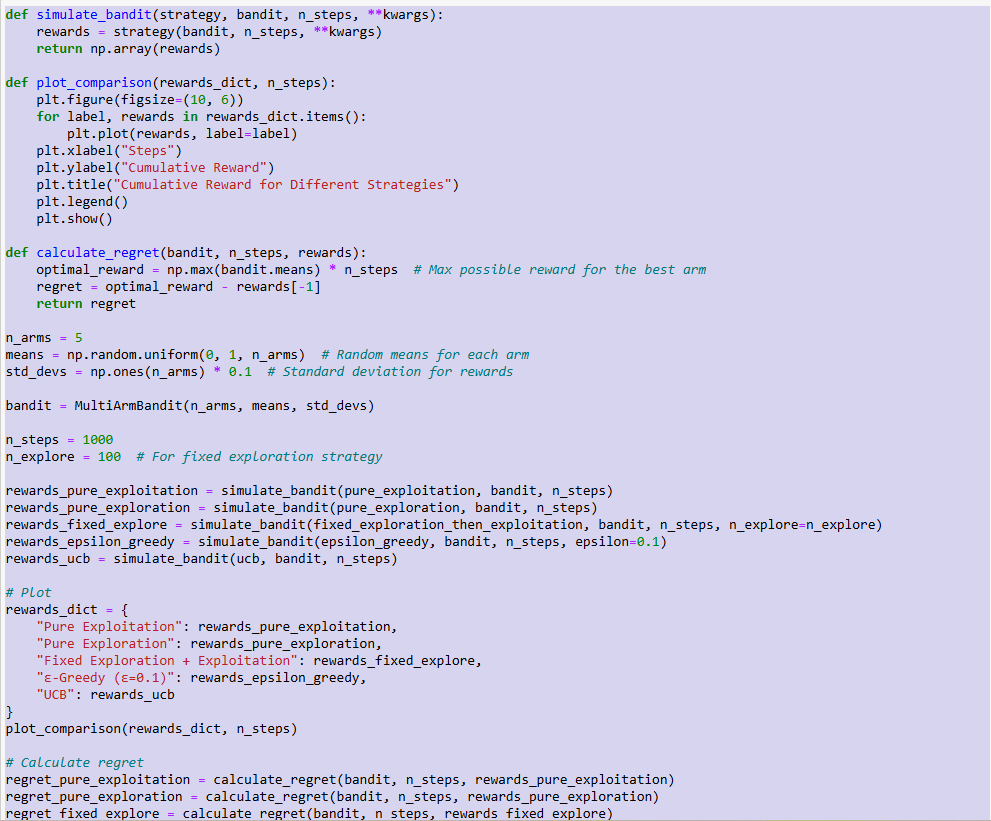 def simulate_bandit(strategy, bandit, n_steps, **kwargs):
    rewards = strategy(bandit, n_steps, **kwargs)
    return np.array(rewards)

def plot_comparison(rewards_dict, n_steps):
    plt.figure(figsize=(10, 6))
    for label, rewards in rewards_dict.items():
        plt.plot(rewards, label=label)
    plt.xlabel("Steps")
    plt.ylabel("Cumulative Reward")
    plt.title("Cumulative Reward for Different Strategies")
    plt.legend()
    plt.show()

def calculate_regret(bandit, n_steps, rewards):
    optimal_reward = np.max(bandit.means) * n_steps  # Max possible reward for the best arm
    regret = optimal_reward - rewards[-1]
    return regret

n_arms = 5
means = np.random.uniform(0, 1, n_arms)  # Random means for each arm
std_devs = np.ones(n_arms) * 0.1  # Standard deviation for rewards

bandit = MultiArmBandit(n_arms, means, std_devs)

n_steps = 1000
n_explore = 100  # For fixed exploration strategy

rewards_pure_exploitation = simulate_bandit(pure_exploitation, bandit, n_steps)
rewards_pure_exploration = simulate_bandit(pure_exploration, bandit, n_steps)
rewards_fixed_explore = simulate_bandit(fixed_exploration_then_exploitation, bandit, n_steps, n_explore=n_explore)
rewards_epsilon_greedy = simulate_bandit(epsilon_greedy, bandit, n_steps, epsilon=0.1)
rewards_ucb = simulate_bandit(ucb, bandit, n_steps)

# Plot
rewards_dict = {
    "Pure Exploitation": rewards_pure_exploitation,
    "Pure Exploration": rewards_pure_exploration,
    "Fixed Exploration + Exploitation": rewards_fixed_explore,
    "ε-Greedy (ε=0.1)": rewards_epsilon_greedy,
    "UCB": rewards_ucb
}
plot_comparison(rewards_dict, n_steps)

# Calculate regret
regret_pure_exploitation = calculate_regret(bandit, n_steps, rewards_pure_exploitation)
regret_pure_exploration = calculate_regret(bandit, n_steps, rewards_pure_exploration)
regret_fixed_explore = calculate_regret(bandit, n_steps, rewards_fixed_explore)